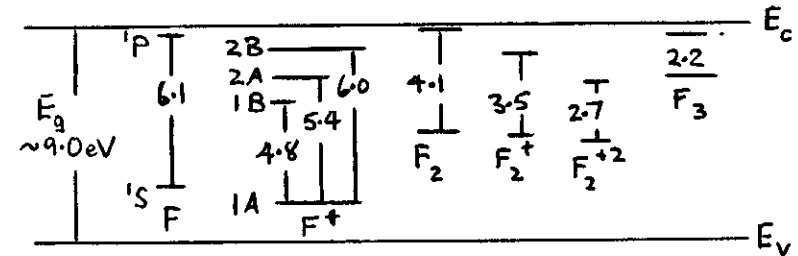 E_c
¹P 2B 2.2
2A 6.0 4.1
E_g 6.1 1B 5.4 3.5 2.7 F₃
~9.0eV 4.8 F₂ F₂⁺ F₂⁺²
¹S 1A
F F⁺
E_v